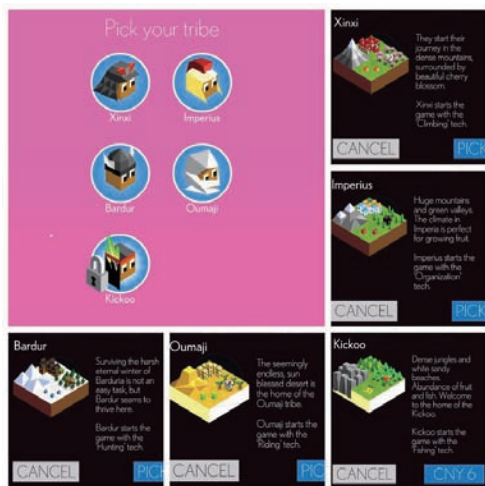 Pick your tribe
Xinxi
Imperius
Bardur
Oumaji
Kickoo
Xinxi
They start their
journey in the
dense mountains,
surrounded by
beautiful cherry
blossom.
Xinxi starts the
game with the
'Climbing' tech.
CANCEL
PICK
Imperius
Huge mountains
and green valleys.
The climate in
Imperia is perfect
for growing fruit.
Imperius starts the
game with the
'Organization'
tech.
CANCEL
PICK
Bardur
Surviving the harsh
eternal winter of
Barduria is not an
easy task, but
Bardur seems to
thrive here.
Bardur starts the
game with the
'Hunting' tech.
CANCEL
PICK
Oumaji
The seemingly
endless, sun
blessed desert is
the home of the
Oumaji tribe.
Oumaji starts the
game with the
'Riding' tech.
CANCEL
PIC
Kickoo
Dense jungles and
white sandy
beaches.
Abundance of fruit
and fish. Welcome
to the home of the
Kickoo.
Kickoo starts the
game with the
'Fishing' tech.
CANCEL
CNY 6